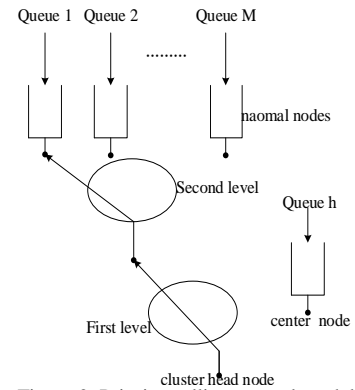 Queue 1 Queue 2 Queue M
.........
naomal nodes
Second level
Queue h
First level
center node
cluster head node